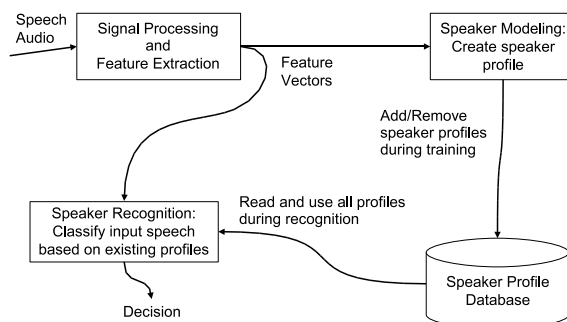 Speech
Audio
Signal Processing
and
Feature Extraction
Feature
Vectors
Speaker Modeling:
Create speaker
profile
Add/Remove
speaker profiles
during training
Speaker Recognition:
Classify input speech
based on existing profiles
Read and use all profiles
during recognition
Speaker Profile
Database
Decision